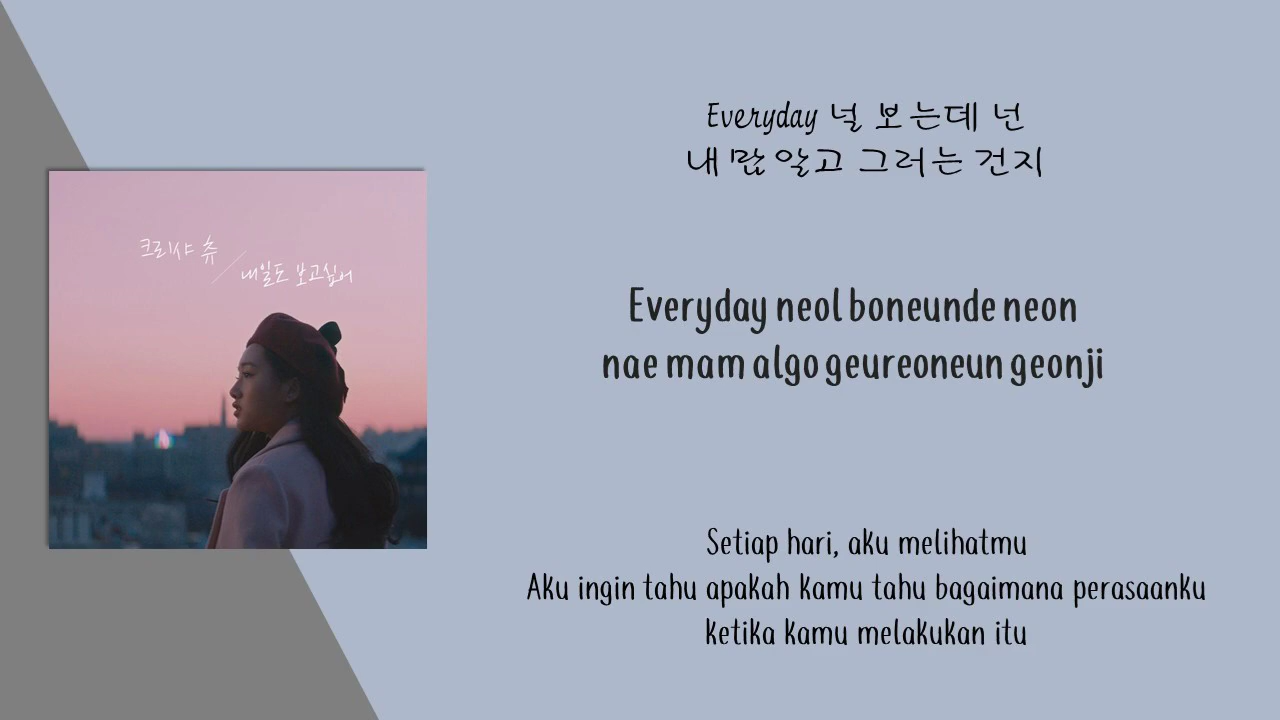 Everyday 널 보는데 넌
내 맘 알고 그러는 건지
크리샤 츄
내일도 보고싶어
Everyday neol boneunde neon
nae mam algo geureoneun geonji
Setiap hari, aku melihatmu
Aku ingin tahu apakah kamu tahu bagaimana perasaanku
ketika kamu melakukan itu